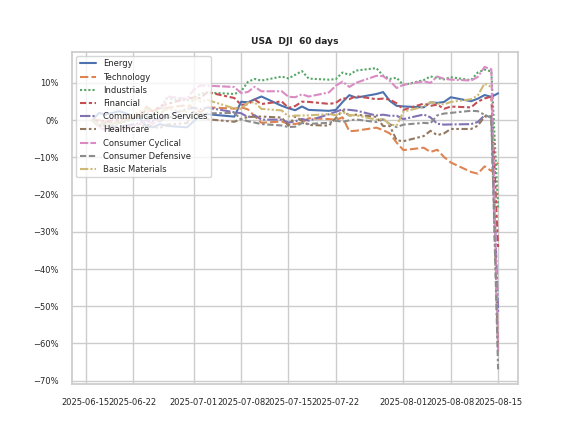 USA DJI 60 days
Energy
Technology
Industrials
Financial
Communication Services
Healthcare
Consumer Cyclical
Consumer Defensive
Basic Materials
10%
0%
−10%
−20%
−30%
−40%
−50%
−60%
−70%
2025-06-15 2025-06-22 2025-07-01 2025-07-08 2025-07-15 2025-07-22 2025-08-01 2025-08-08 2025-08-15